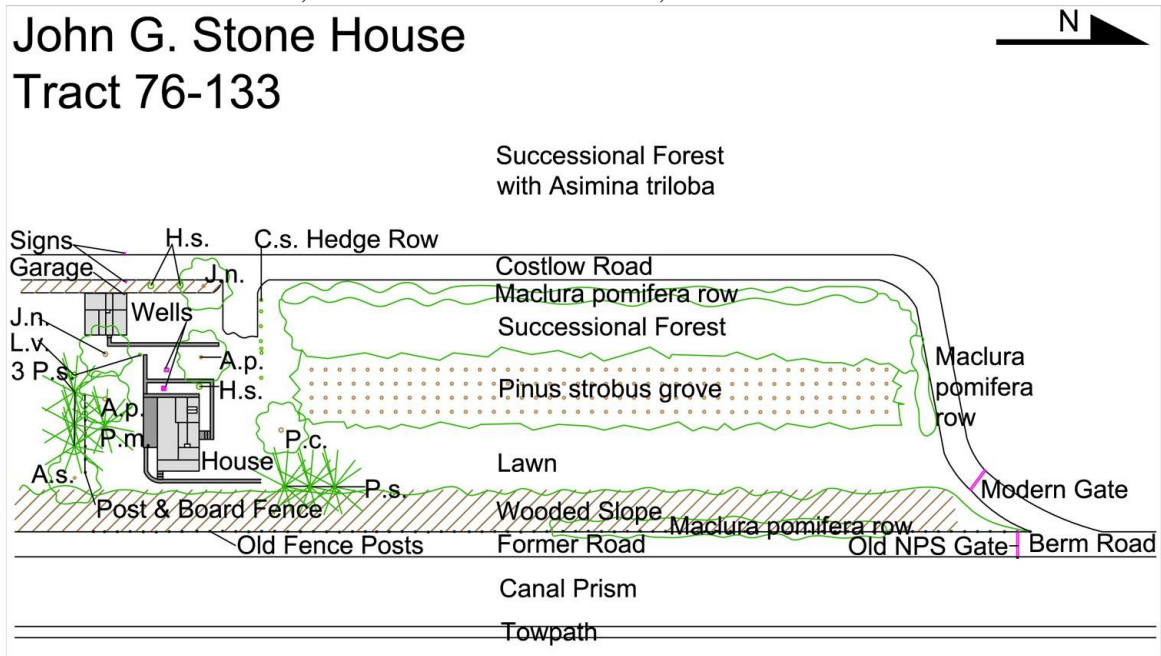 John G. Stone House
N
Tract 76-133
Successional Forest
with Asimina triloba
Signs
H.s.
C.s. Hedge Row
Garage
J.n.
Costlow Road
Maclura pomifera row
J.n.
Wells
Successional Forest
L.v.
A.p.
3 P.s.
Maclura
pomifera
row
H.s.
Pinus strobus grove
A.p.
P.m.
P.c.
House
Lawn
A.s.
P.s.
Modern Gate
Post & Board Fence
Wooded Slope
Maclura pomifera row
Old Fence Posts
Former Road
Old NPS Gate
Berm Road
Canal Prism
Towpath